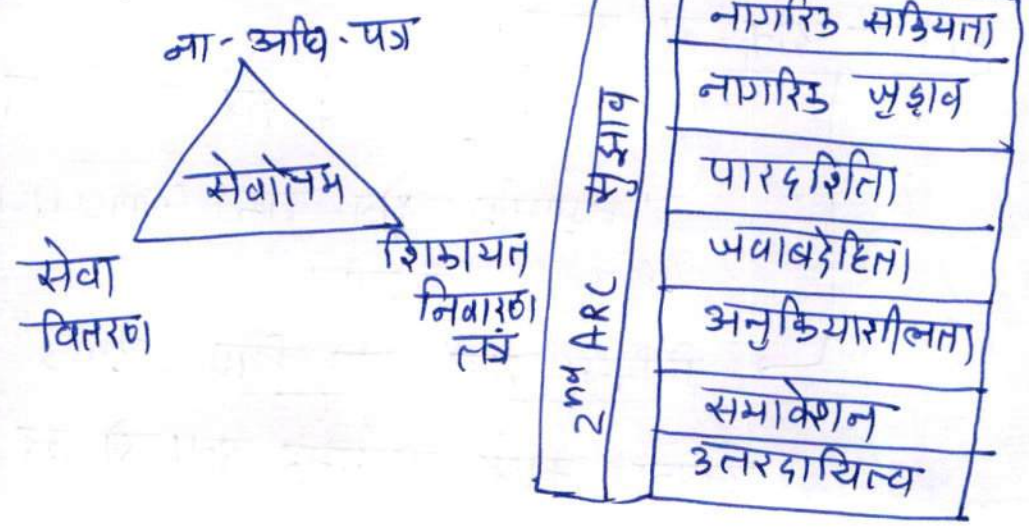 ना - अधि - पत्र
सेवोत्तम
सेवा
वितरण
शिकायत
निवारण
तंत्र
2nd ARC सुझाव
नागरिक सक्रियता
नागरिक जुड़ाव
पारदर्शिता
जवाबदेहिता
अनुक्रियाशीलता
समावेशन
उत्तरदायित्व